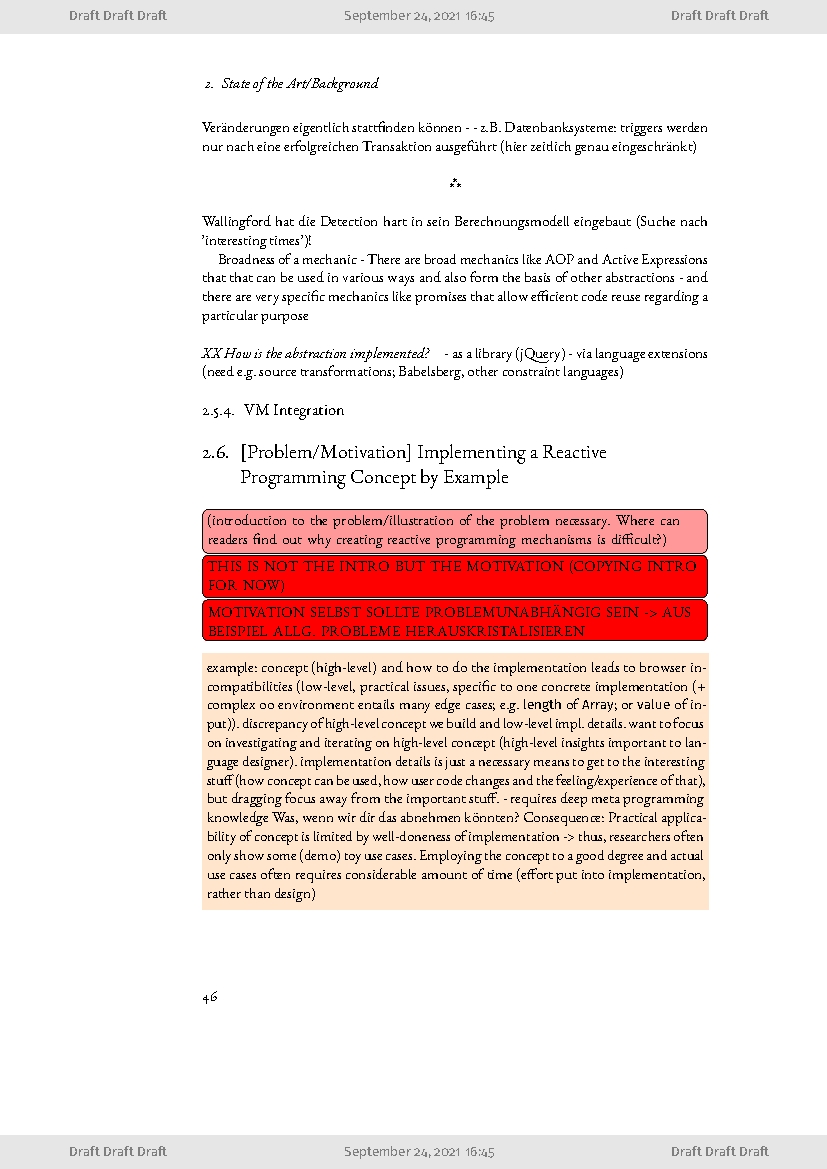 Draft Draft Draft September 24, 2021 16:45 Draft Draft Draft
2. State of the Art/Background
Veränderungen eigentlich stattfinden können - - z.B. Datenbanksysteme: triggers werden
nur nach eine erfolgreichen Transaktion ausgeführt (hier zeitlich genau eingeschränkt)
⁂
Wallingford hat die Detection hart in sein Berechnungsmodell eingebaut (Suche nach
’interesting times’)!
Broadness of a mechanic - There are broad mechanics like AOP and Active Expressions
that that can be used in various ways and also form the basis of other abstractions - and
there are very specific mechanics like promises that allow efficient code reuse regarding a
particular purpose
XX How is the abstraction implemented? - as a library (jQuery) - via language extensions
(need e.g. source transformations; Babelsberg, other constraint languages)
2.5.4. VM Integration
2.6. [Problem/Motivation] Implementing a Reactive
Programming Concept by Example
(introduction to the problem/illustration of the problem necessary. Where can
readers find out why creating reactive programming mechanisms is difficult?)
THIS IS NOT THE INTRO BUT THE MOTIVATION (COPYING INTRO
FOR NOW)
MOTIVATION SELBST SOLLTE PROBLEMUNABHÄNGIG SEIN -> AUS
BEISPIEL ALLG. PROBLEME HERAUSKRISTALISIEREN
example: concept (high-level) and how to do the implementation leads to browser in-
compatibilities (low-level, practical issues, specific to one concrete implementation (+
complex oo environment entails many edge cases; e.g. length of Array; or value of in-
put)). discrepancy of high-level concept we build and low-level impl. details. want to focus
on investigating and iterating on high-level concept (high-level insights important to lan-
guage designer). implementation details is just a necessary means to get to the interesting
stuff (how concept can be used, how user code changes and the feeling/experience of that),
but dragging focus away from the important stuff. - requires deep meta programming
knowledge Was, wenn wir dir das abnehmen könnten? Consequence: Practical applica-
bility of concept is limited by well-doneness of implementation -> thus, researchers often
only show some (demo) toy use cases. Employing the concept to a good degree and actual
use cases often requires considerable amount of time (effort put into implementation,
rather than design)
46
Draft Draft Draft September 24, 2021 16:45 Draft Draft Draft